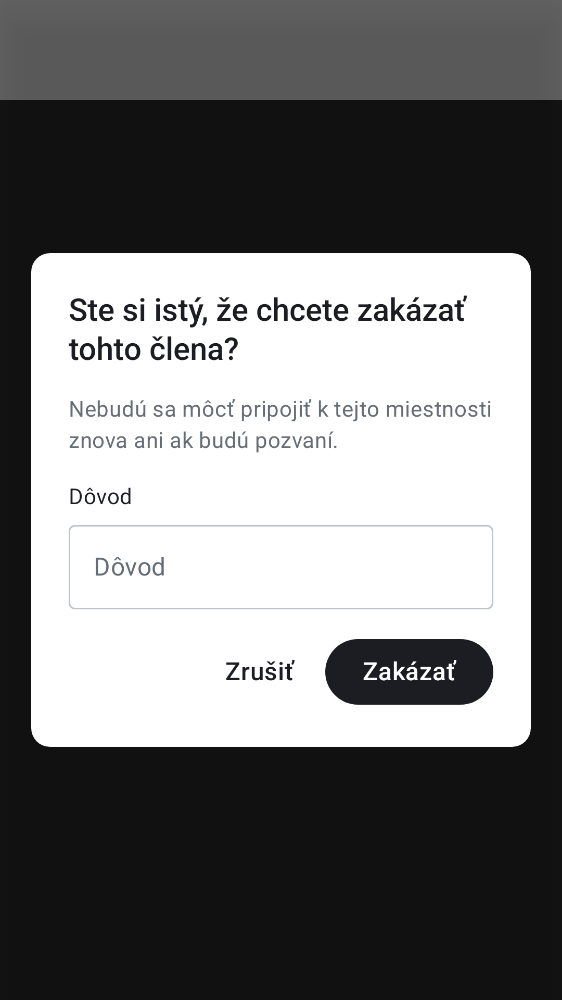 Ste si istý, že chcete zakázať
tohto člena?
Nebudú sa môcť pripojiť k tejto miestnosti
znova ani ak budú pozvaní.
Dôvod
Dôvod
Zrušiť
Zakázať